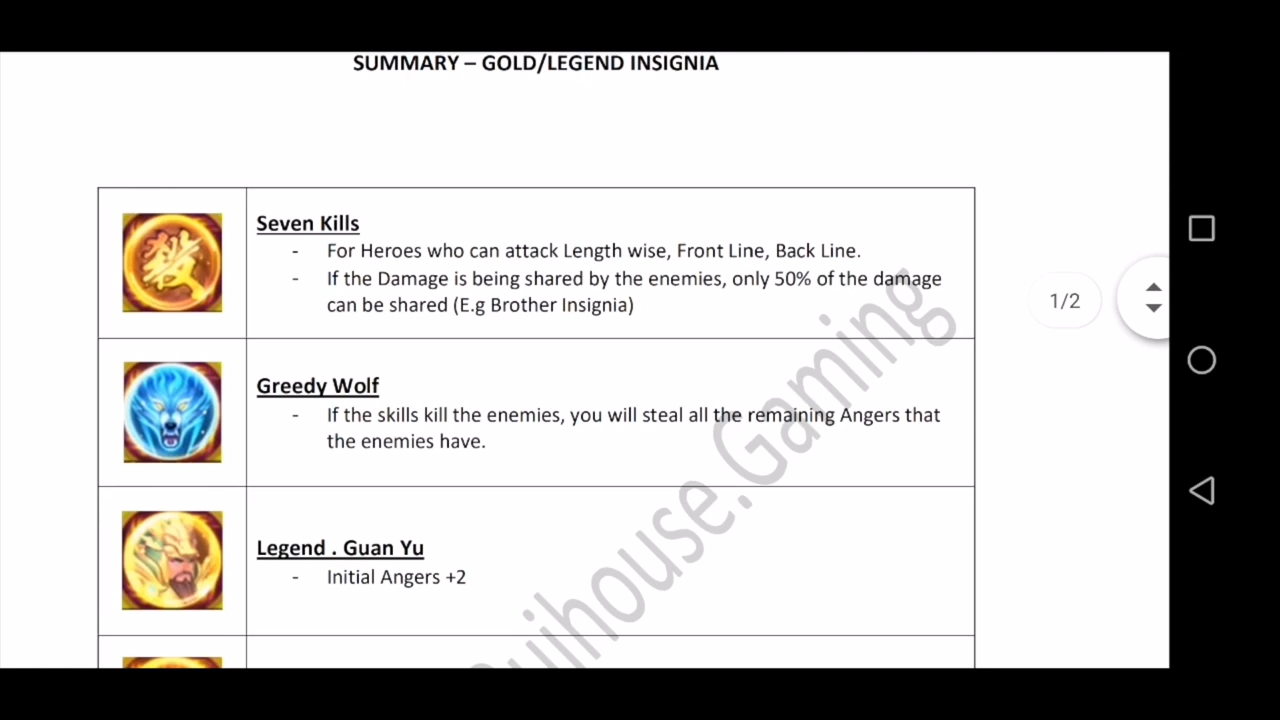 SUMMARY – GOLD/LEGEND INSIGNIA
Seven Kills
- For Heroes who can attack Length wise, Front Line, Back Line.
- If the Damage is being shared by the enemies, only 50% of the damage
can be shared (E.g Brother Insignia)
殺
1/2
Greedy Wolf
- If the skills kill the enemies, you will steal all the remaining Angers that
the enemies have.
Legend . Guan Yu
- Initial Angers +2